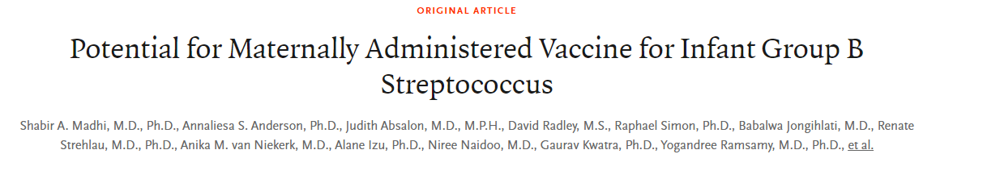 ORIGINAL ARTICLE
Potential for Maternally Administered Vaccine for Infant Group B
Streptococcus
Shabir A. Madhi, M.D., Ph.D., Annaliesa S. Anderson, Ph.D., Judith Absalon, M.D., M.P.H., David Radley, M.S., Raphael Simon, Ph.D., Babalwa Jongihlati, M.D., Renate
Strehlau, M.D., Ph.D., Anika M. van Niekerk, M.D., Alane Izu, Ph.D., Niree Naidoo, M.D., Gaurav Kwatra, Ph.D., Yogandree Ramsamy, M.D., Ph.D., et al.